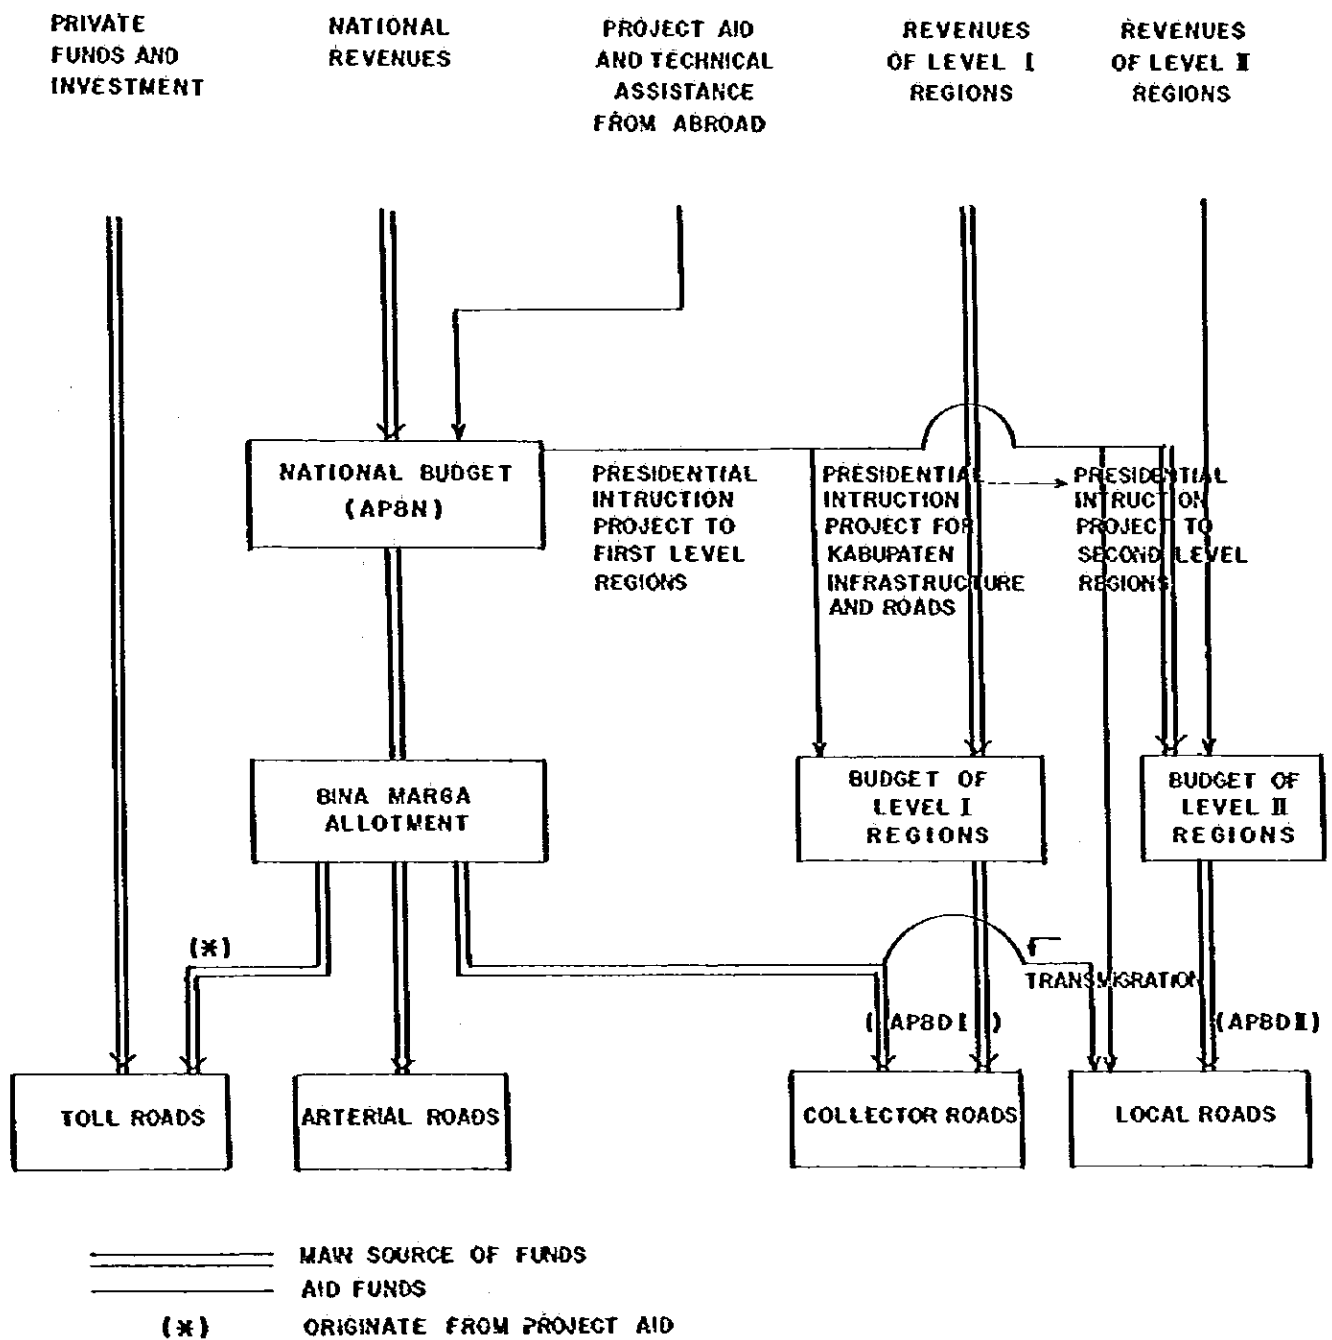 PRIVATE
FUNDS AND
INVESTMENT
NATIONAL
REVENUES
PROJECT AID
AND TECHNICAL
ASSISTANCE
FROM ABROAD
REVENUES
OF LEVEL I
REGIONS
REVENUES
OF LEVEL II
REGIONS
NATIONAL BUDGET
(AP8N)
PRESIDENTIAL
INTRUCTION
PROJECT TO
FIRST LEVEL
REGIONS
PRESIDENTIAL
INTRUCTION
PROJECT FOR
KABUPATEN
INFRASTRUCTURE
AND ROADS
PRESIDENTIAL
INTRUCTION
PROJECT TO
SECOND LEVEL
REGIONS
BINA MARGA
ALLOTMENT
BUDGET OF
LEVEL I
REGIONS
BUDGET OF
LEVEL II
REGIONS
(*)
TRANSMIGRATION
(AP8D I)
(AP8D II)
TOLL ROADS
ARTERIAL ROADS
COLLECTOR ROADS
LOCAL ROADS
MAIN SOURCE OF FUNDS
AID FUNDS
(*) ORIGINATE FROM PROJECT AID